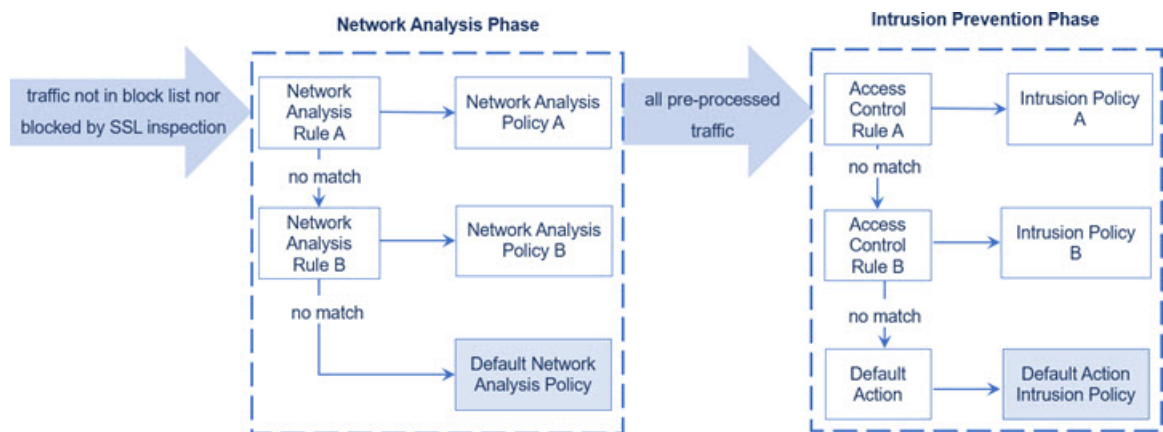 Network Analysis Phase
Intrusion Prevention Phase
traffic not in block list nor
blocked by SSL inspection
Network
Analysis
Rule A
Network Analysis
Policy A
no match
Network
Analysis
Rule B
Network Analysis
Policy B
no match
Default Network
Analysis Policy
all pre-processed
traffic
Access
Control
Rule A
Intrusion Policy
A
no match
Access
Control
Rule B
Intrusion Policy
B
no match
Default
Action
Default Action
Intrusion Policy